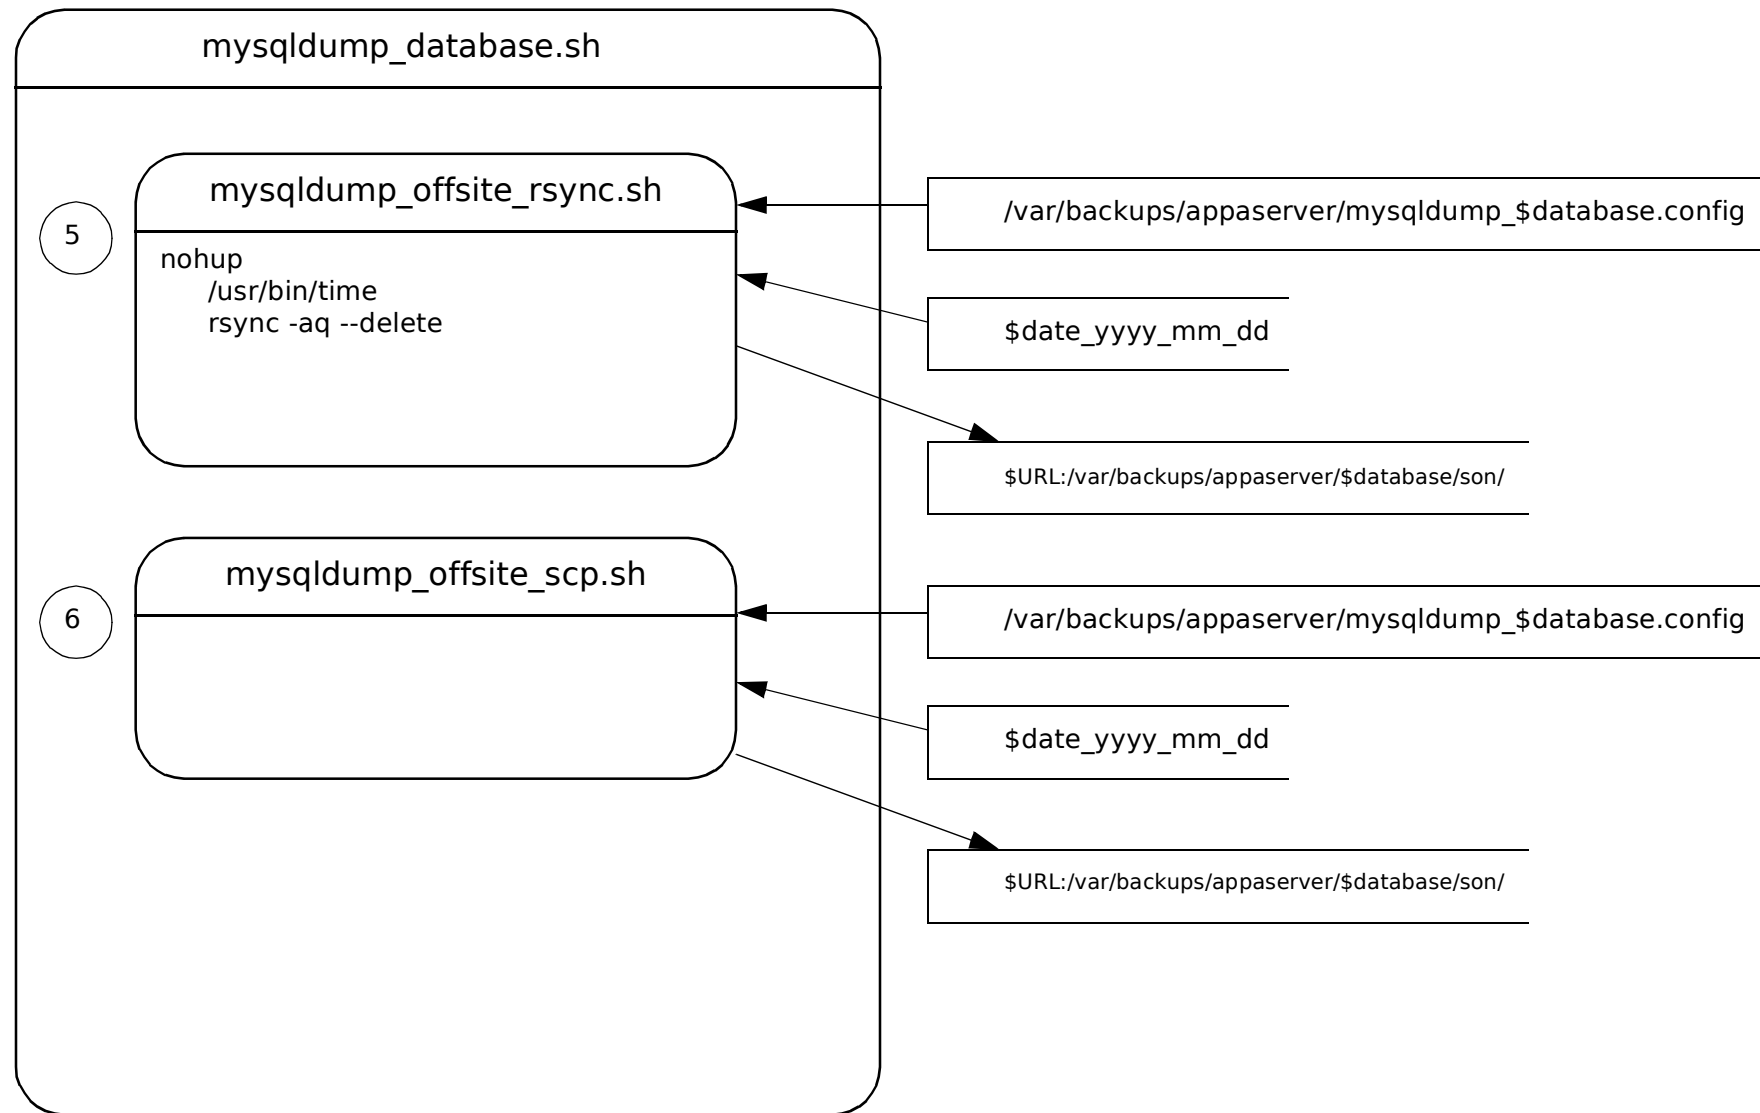 mysqldump_database.sh
mysqldump_offsite_rsync.sh
5
nohup
/usr/bin/time
rsync -aq --delete
/var/backups/appaserver/mysqldump_$database.config
$date_yyyy_mm_dd
$URL:/var/backups/appaserver/$database/son/
mysqldump_offsite_scp.sh
6
/var/backups/appaserver/mysqldump_$database.config
$date_yyyy_mm_dd
$URL:/var/backups/appaserver/$database/son/